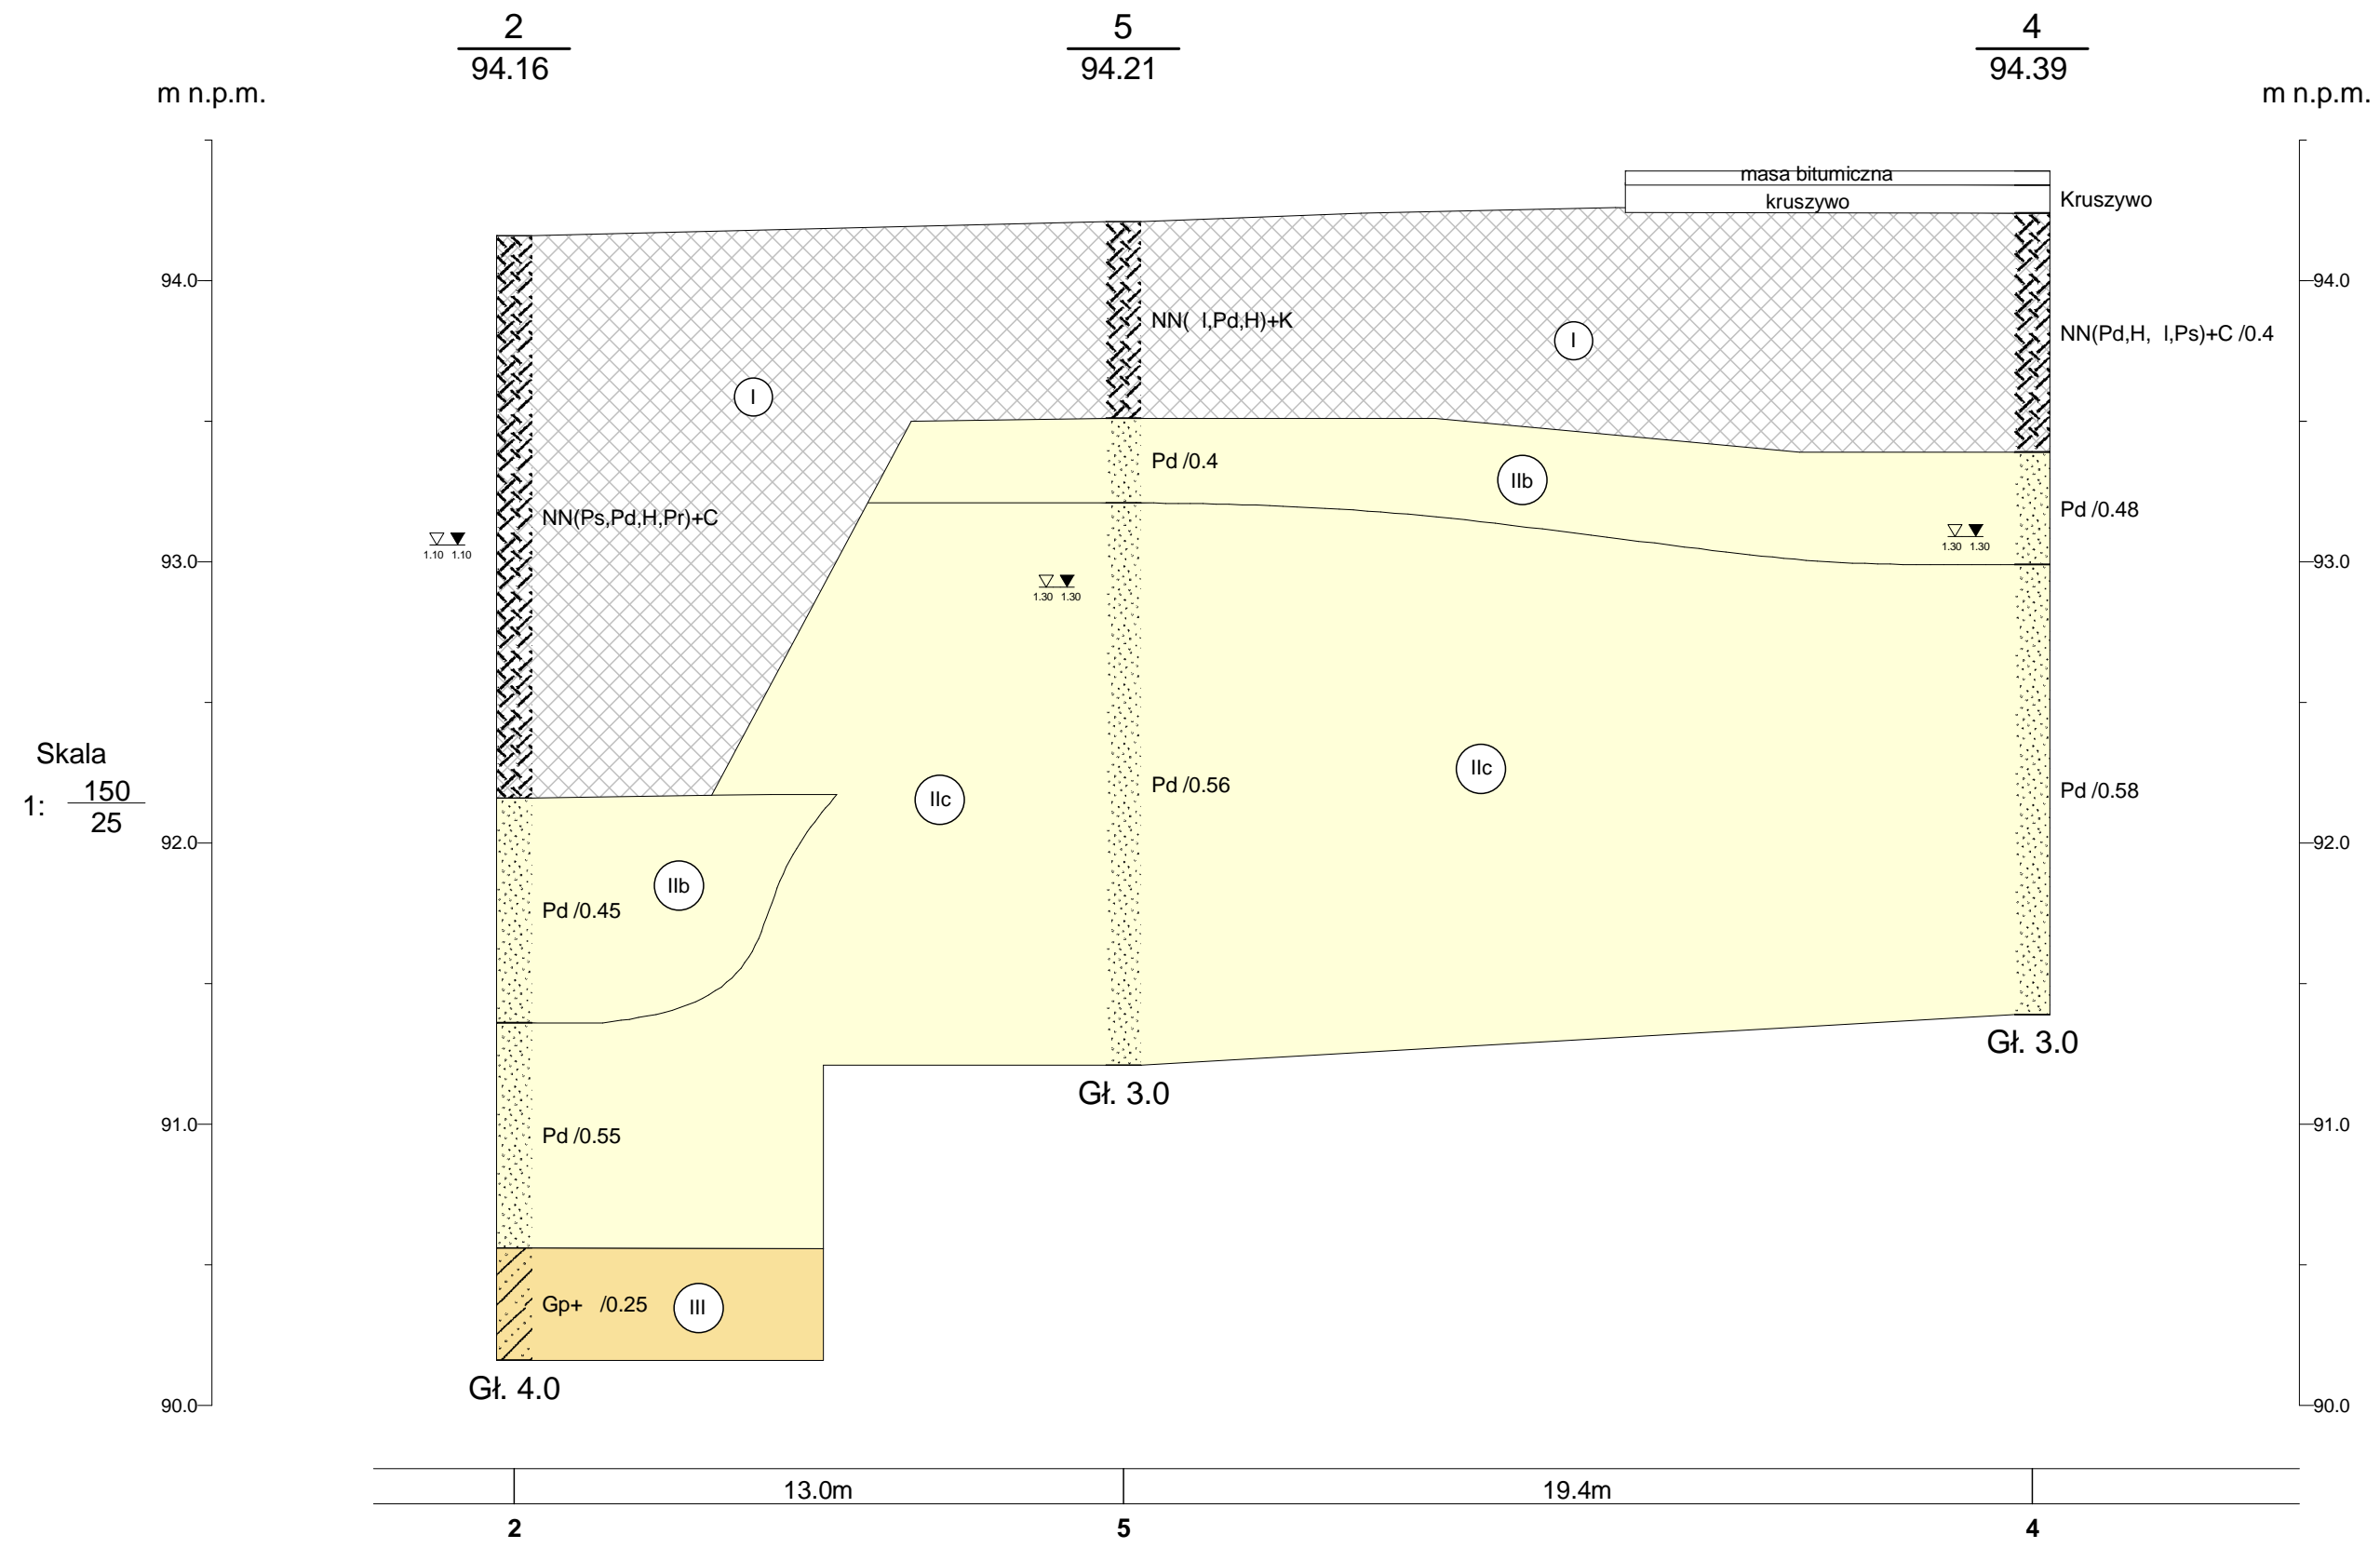 2 5 4
94.16 94.21 94.39
m n.p.m. m n.p.m.
masa bitumiczna
kruszywo
Kruszywo
94.0 94.0
NN( I,Pd,H)+K
I
NN(Pd,H, I,Ps)+C /0.4
I
Pd /0.4
IIb
Pd /0.48
NN(Ps,Pd,H,Pr)+C
1.10 1.10
1.30 1.30
93.0 93.0
1.30 1.30
Skala
1: 150
25
IIc
Pd /0.56
IIc
Pd /0.58
92.0 92.0
IIb
Pd /0.45
Gł. 3.0
Gł. 3.0
91.0 91.0
Pd /0.55
Gp+ /0.25
III
Gł. 4.0
90.0 90.0
13.0m 19.4m
2 5 4